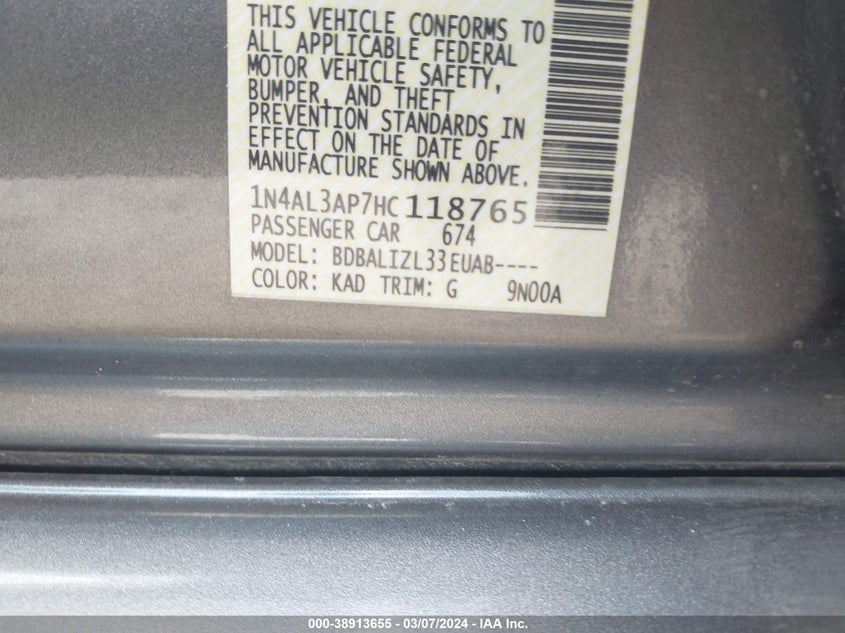 THIS VEHICLE CONFORMS TO
ALL APPLICABLE FEDERAL
MOTOR VEHICLE SAFETY,
BUMPER, AND THEFT
PREVENTION STANDARDS IN
EFFECT ON THE DATE OF
MANUFACTURE SHOWN ABOVE.
1N4AL3AP7HC118765
PASSENGER CAR 674
MODEL: BDBALIZL33EUAB----
COLOR: KAD TRIM: G 9N00A
000-38913655 - 03/07/2024 - IAA Inc.